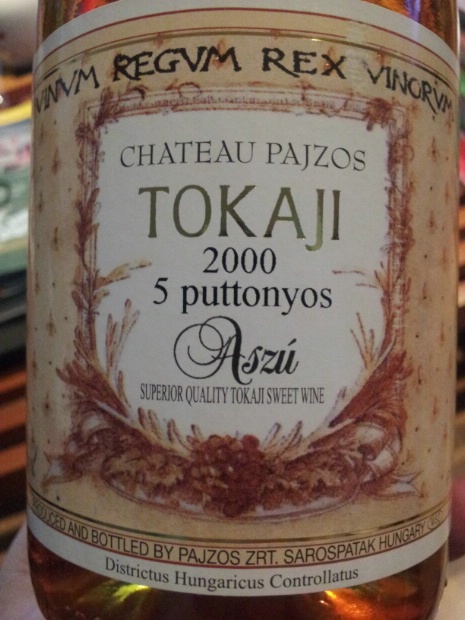 VINVM REGVM REX VINORVM
CHATEAU PAJZOS
TOKAJI
2000
5 puttonyos
Aszú
SUPERIOR QUALITY TOKAJI SWEET WINE
PRODUCED AND BOTTLED BY PAJZOS ZRT. SAROSPATAK HUNGARY
Districtus Hungaricus Controllatus